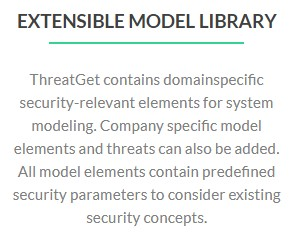 EXTENSIBLE MODEL LIBRARY
ThreatGet contains domainspecific
security-relevant elements for system
modeling. Company specific model
elements and threats can also be added.
All model elements contain predefined
security parameters to consider existing
security concepts.